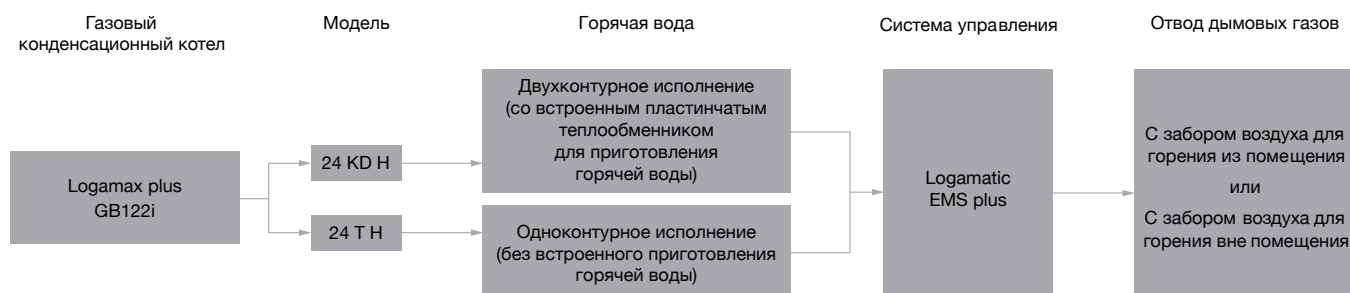 Газовый
конденсационный котел
Модель
Горячая вода
Система управления
Отвод дымовых газов
Logamax plus
GB122i
24 KD H
24 T H
Двухконтурное исполнение
(со встроенным пластинчатым
теплообменником
для приготовления
горячей воды)
Одноконтурное исполнение
(без встроенного приготовления
горячей воды)
Logamatic
EMS plus
С забором воздуха для
горения из помещения
или
С забором воздуха для
горения вне помещения